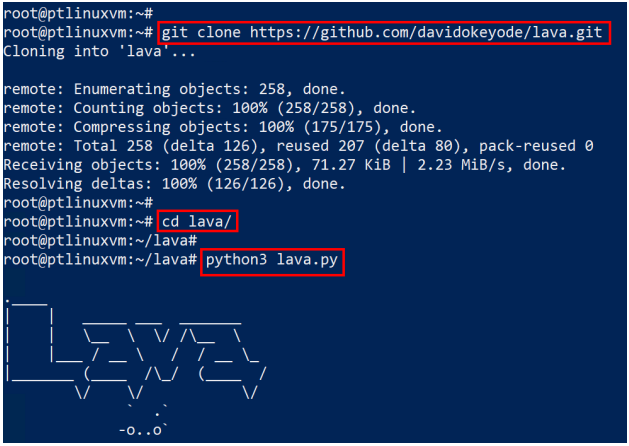 root@ptlinuxvm:~#
root@ptlinuxvm:~# git clone https://github.com/davidokeyode/lava.git
Cloning into 'lava'...
remote: Enumerating objects: 258, done.
remote: Counting objects: 100% (258/258), done.
remote: Compressing objects: 100% (175/175), done.
remote: Total 258 (delta 126), reused 207 (delta 80), pack-reused 0
Receiving objects: 100% (258/258), 71.27 KiB | 2.23 MiB/s, done.
Resolving deltas: 100% (126/126), done.
root@ptlinuxvm:~#
root@ptlinuxvm:~# cd lava/
root@ptlinuxvm:~/lava#
root@ptlinuxvm:~/lava# python3 lava.py
Lava
-o..o`